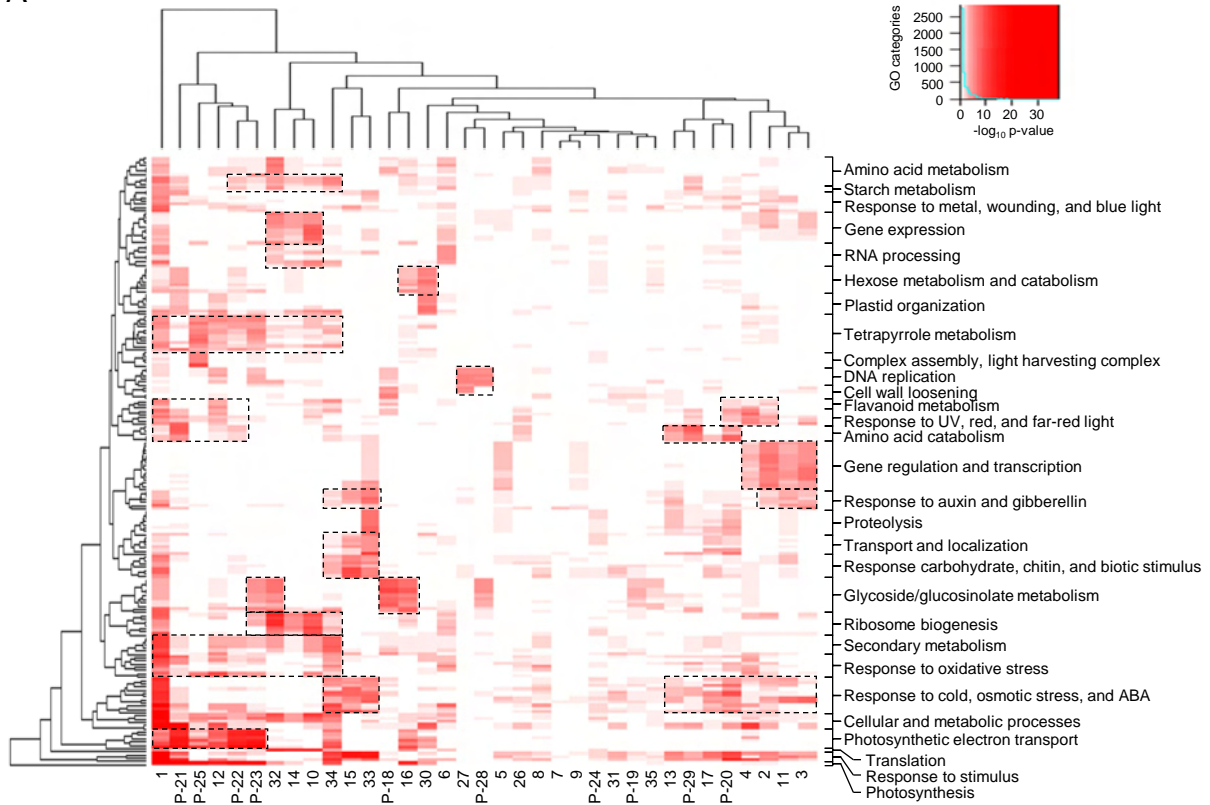 A
GO categories
2500
2000
1500
1000
500
0
0 10 20 30
-log10 p-value
Amino acid metabolism
Starch metabolism
Response to metal, wounding, and blue light
Gene expression
RNA processing
Hexose metabolism and catabolism
Plastid organization
Tetrapyrrole metabolism
Complex assembly, light harvesting complex
DNA replication
Cell wall loosening
Flavanoid metabolism
Response to UV, red, and far-red light
Amino acid catabolism
Gene regulation and transcription
Response to auxin and gibberellin
Proteolysis
Transport and localization
Response carbohydrate, chitin, and biotic stimulus
Glycoside/glucosinolate metabolism
Ribosome biogenesis
Secondary metabolism
Response to oxidative stress
Response to cold, osmotic stress, and ABA
Cellular and metabolic processes
Photosynthetic electron transport
Translation
Response to stimulus
Photosynthesis
1 P-21 P-25 12 P-22 P-23 32 14 10 34 15 33 P-18 16 30 6 27 P-28 5 26 8 7 9 P-24 31 P-19 35 13 P-29 17 P-20 4 2 11 3